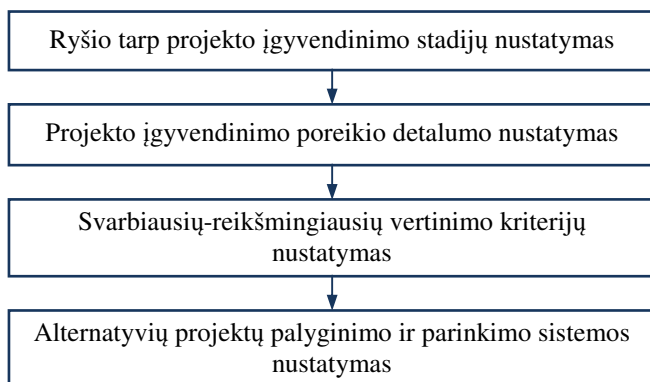 Ryšio tarp projekto įgyvendinimo stadijų nustatymas
Projekto įgyvendinimo poreikio detalumo nustatymas
Svarbiausių-reikšmingiausių vertinimo kriterijų
nustatymas
Alternatyvių projektų palyginimo ir parinkimo sistemos
nustatymas